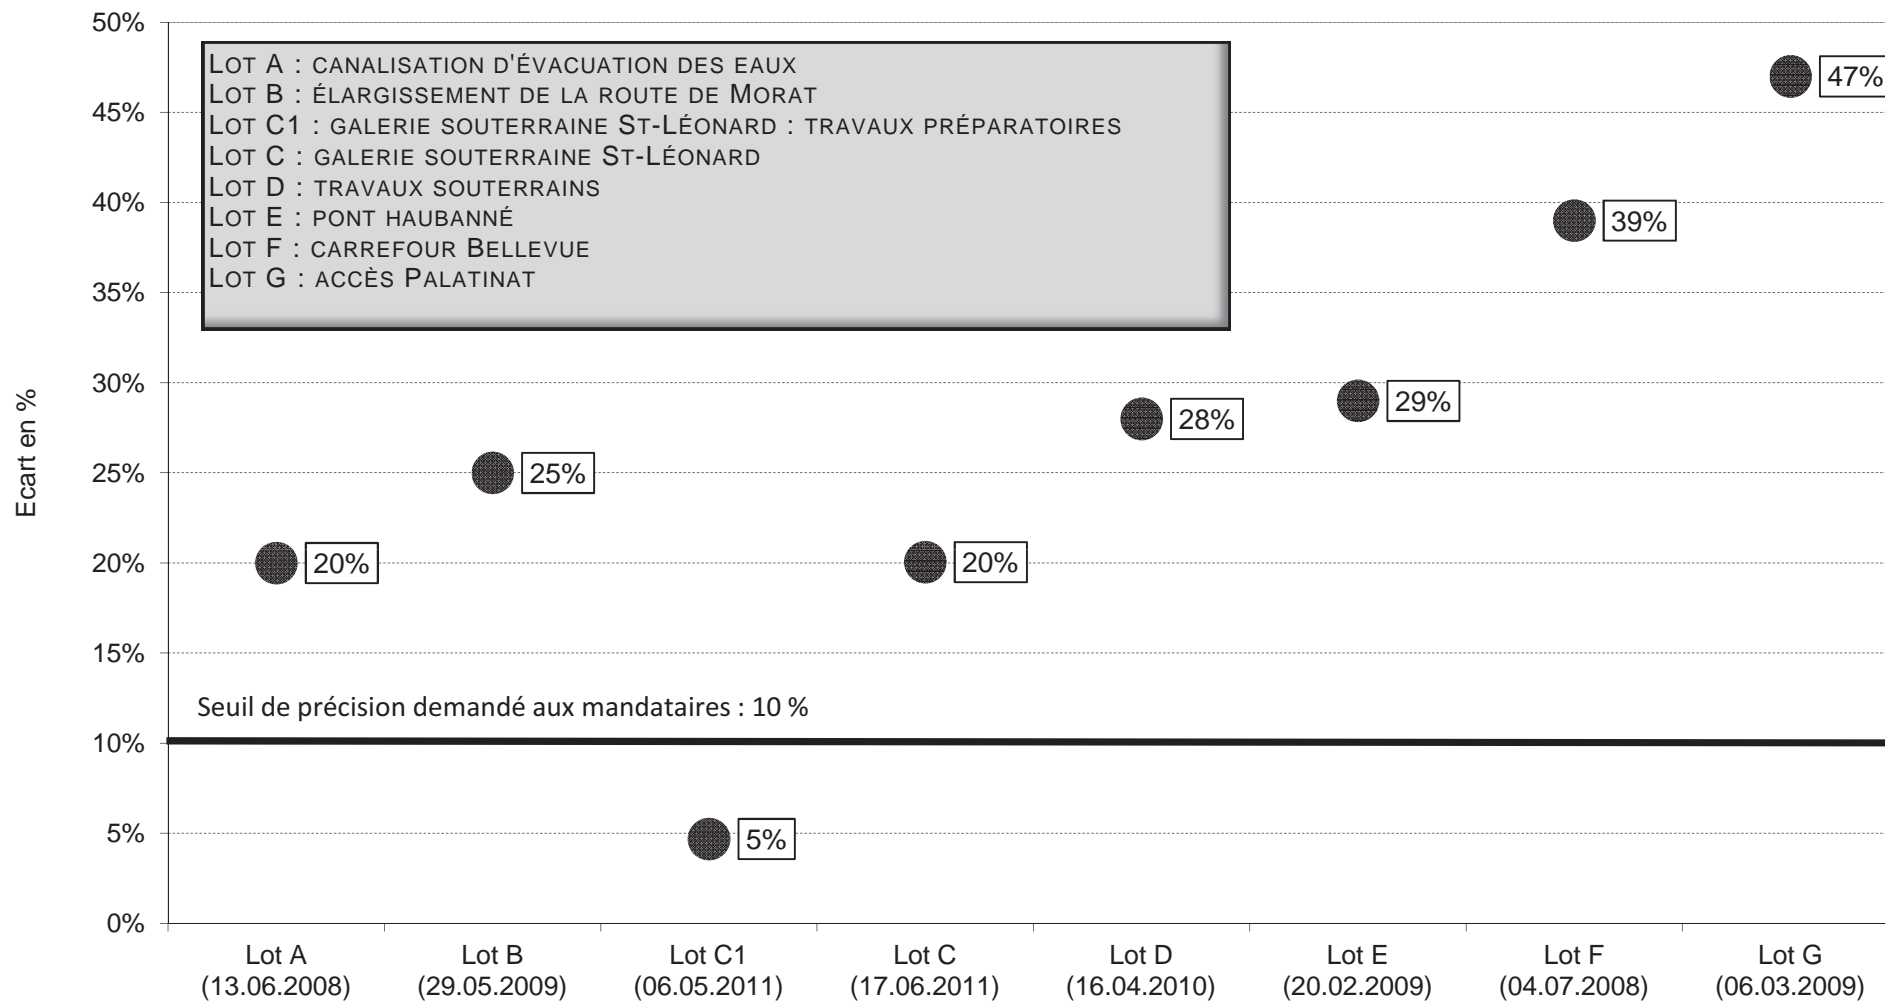 50%
45%
40%
35%
30%
25%
20%
15%
10%
5%
0%
Ecart en %
LOT A : CANALISATION D'ÉVACUATION DES EAUX
LOT B : ÉLARGISSEMENT DE LA ROUTE DE MORAT
LOT C1 : GALERIE SOUTERRAINE ST-LÉONARD : TRAVAUX PRÉPARATOIRES
LOT C : GALERIE SOUTERRAINE ST-LÉONARD
LOT D : TRAVAUX SOUTERRAINS
LOT E : PONT HAUBANNÉ
LOT F : CARREFOUR BELLEVUE
LOT G : ACCÈS PALATINAT
20%
25%
5%
20%
28%
29%
39%
47%
Seuil de précision demandé aux mandataires : 10 %
Lot A
(13.06.2008)
Lot B
(29.05.2009)
Lot C1
(06.05.2011)
Lot C
(17.06.2011)
Lot D
(16.04.2010)
Lot E
(20.02.2009)
Lot F
(04.07.2008)
Lot G
(06.03.2009)